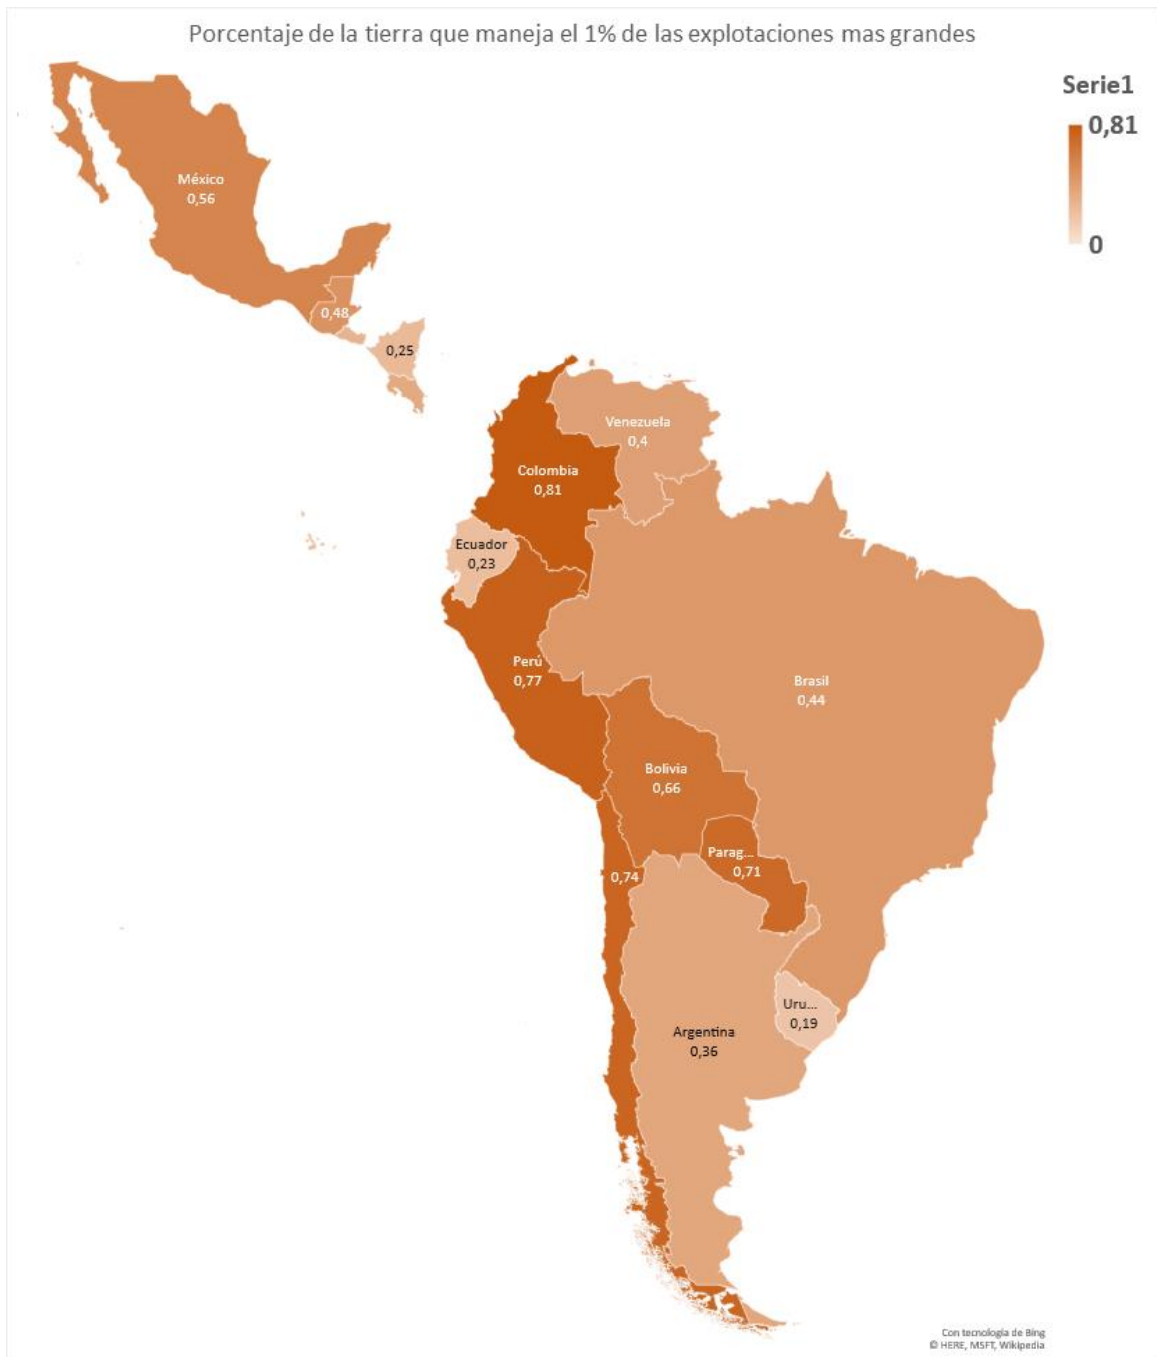 Porcentaje de la tierra que maneja el 1% de las explotaciones mas grandes
Serie1
0,81
0
México
0,56
0,48
0,25
Venezuela
0,4
Colombia
0,81
Ecuador
0,23
Perú
0,77
Brasil
0,44
Bolivia
0,66
Parag...
0,71
0,74
Uru...
0,19
Argentina
0,36
Con tecnología de Bing
© HERE, MSFT, Wikipedia